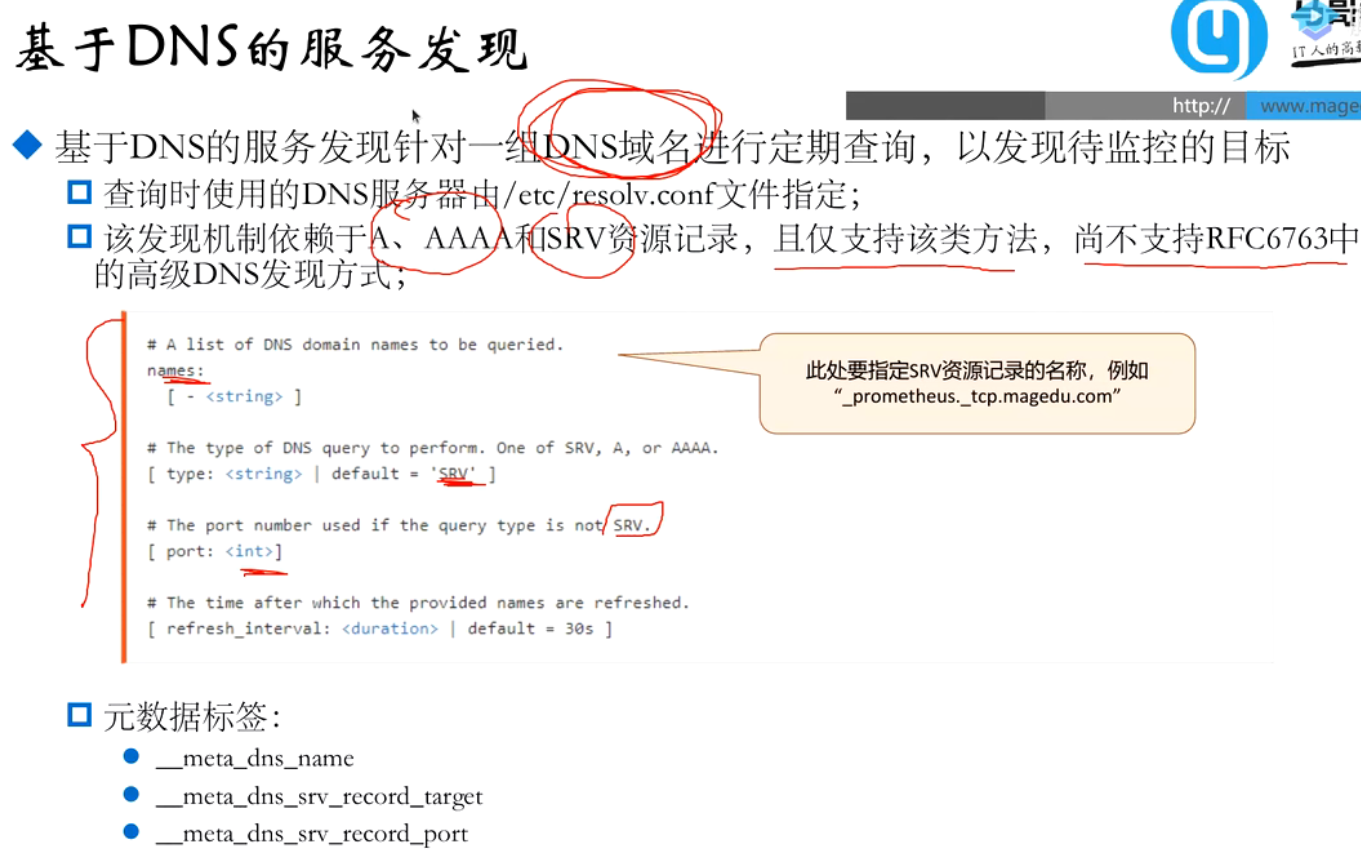 基于DNS的服务发现
IT人的高
http://
www.mage
基于DNS的服务发现针对一组DNS域名进行定期查询，以发现待监控的目标
查询时使用的DNS服务器由/etc/resolv.conf文件指定；
该发现机制依赖于A、AAAA和SRV资源记录，且仅支持该类方法，尚不支持RFC6763中
的高级DNS发现方式；
# A list of DNS domain names to be queried.
names:
[ - <string> ]
此处要指定SRV资源记录的名称，例如
“_prometheus._tcp.magedu.com”
# The type of DNS query to perform. One of SRV, A, or AAAA.
[ type: <string> | default = 'SRV' ]
# The port number used if the query type is not SRV.
[ port: <int>]
# The time after which the provided names are refreshed.
[ refresh_interval: <duration> | default = 30s ]
元数据标签：
__meta_dns_name
__meta_dns_srv_record_target
__meta_dns_srv_record_port